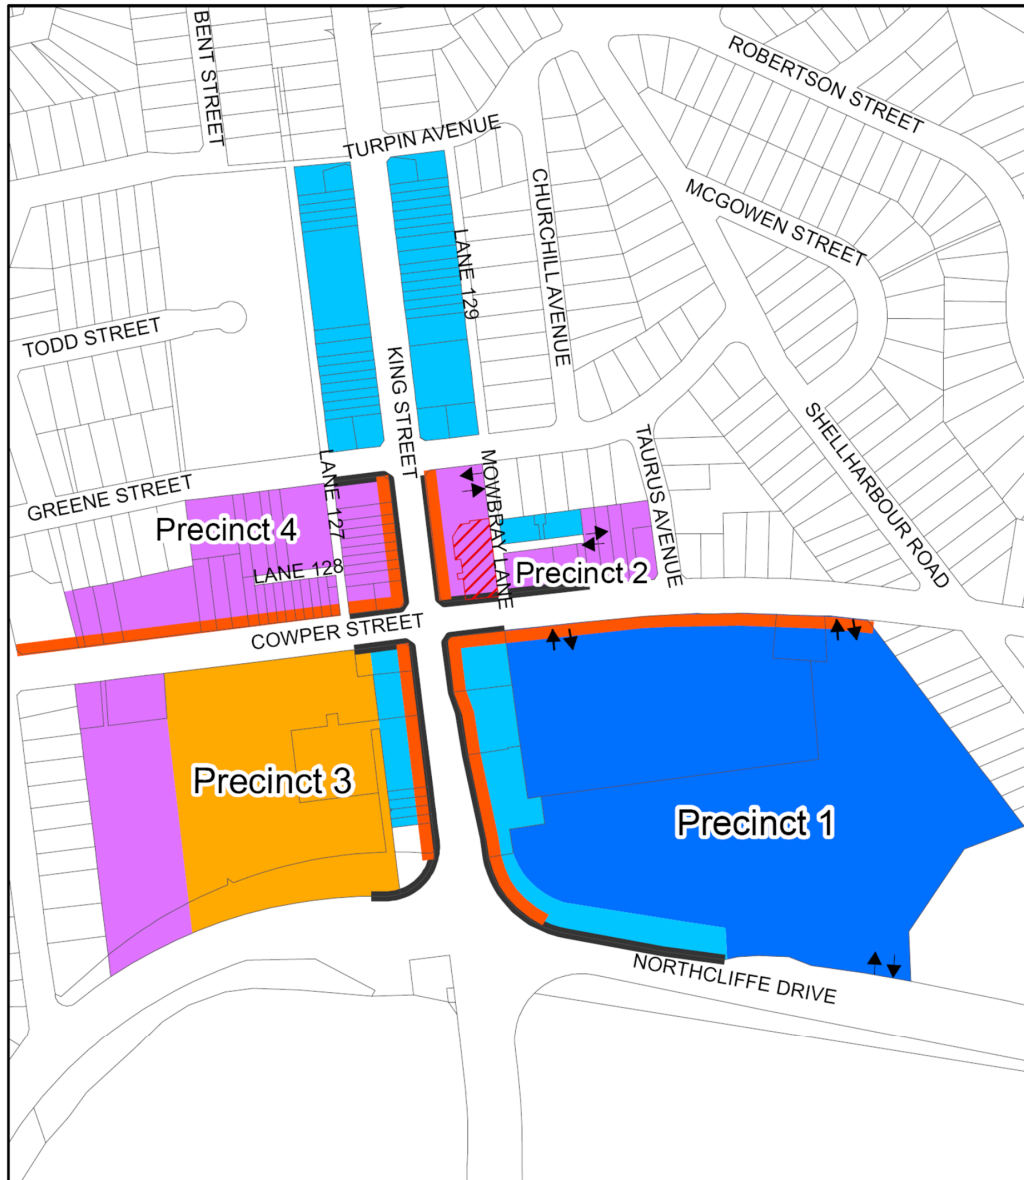 BENT STREET
ROBERTSON STREET
TURPIN AVENUE
MCGOWEN STREET
CHURCHILL AVENUE
LANE 129
TODD STREET
KING STREET
SHELLHARBOUR ROAD
TAURUS AVENUE
LANE 127
MOWBRAY LANE
GREENE STREET
Precinct 4
LANE 128
Precinct 2
COWPER STREET
Precinct 3
Precinct 1
NORTHCLIFFE DRIVE